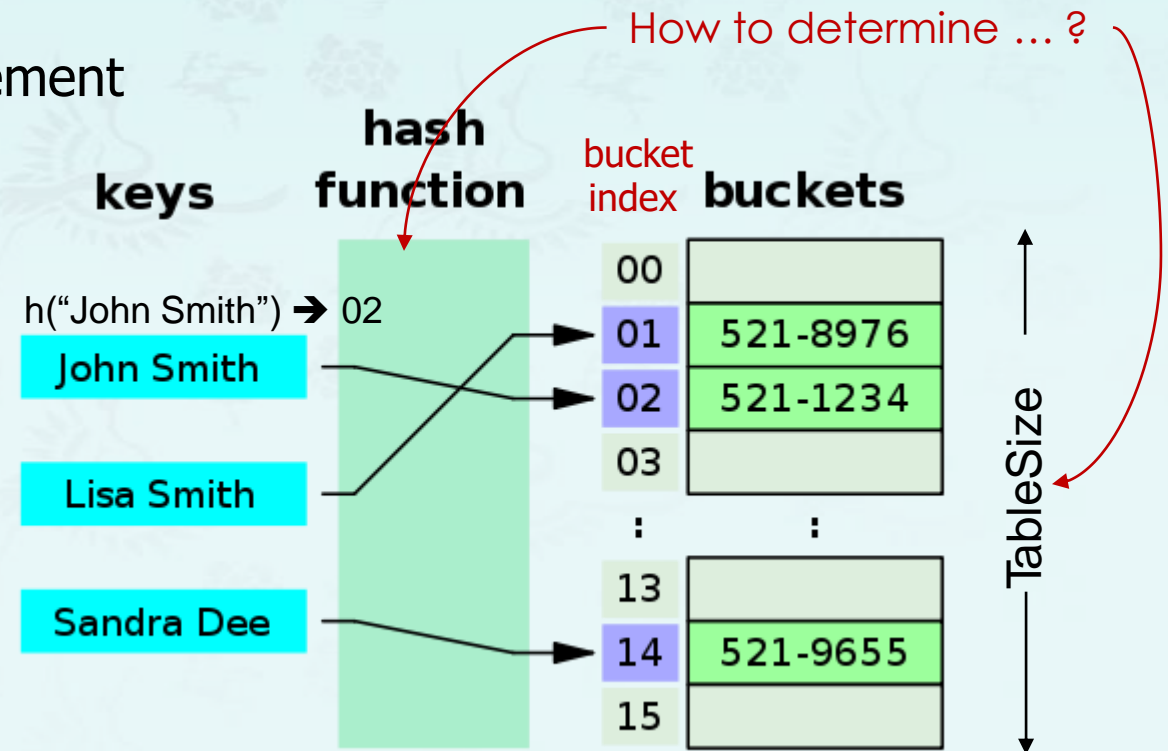 How to determine … ?
ement
hash
function
keys
bucket
index
buckets
h(“John Smith”) ➔ 02
John Smith
Lisa Smith
Sandra Dee
00
01 521-8976
02 521-1234
03
: :
13
14 521-9655
15
TableSize